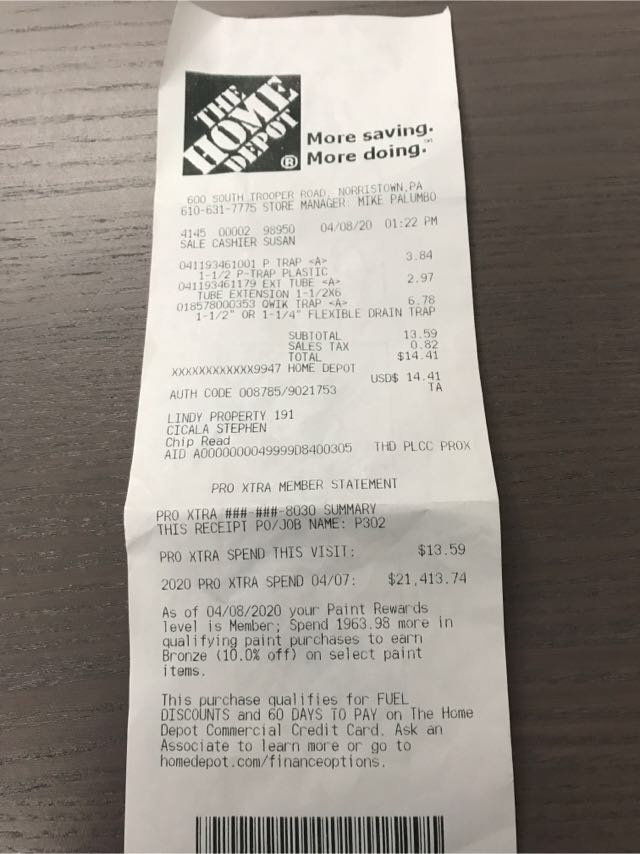 THE
HOME
DEPOT
®
More saving.
More doing.℠
600 SOUTH TROOPER ROAD, NORRISTOWN,PA
610-631-7775 STORE MANAGER: MIKE PALUMBO
4145 00002 98950 04/08/20 01:22 PM
SALE CASHIER SUSAN
041193461001 P TRAP <A> 3.84
1-1/2 P-TRAP PLASTIC
041193461179 EXT TUBE <A> 2.97
TUBE EXTENSION 1-1/2X6
018578000353 QWIK TRAP <A> 6.78
1-1/2" OR 1-1/4" FLEXIBLE DRAIN TRAP
SUBTOTAL 13.59
SALES TAX 0.82
TOTAL $14.41
XXXXXXXXXXXX9947 HOME DEPOT
USD$ 14.41
AUTH CODE 008785/9021753 TA
LINDY PROPERTY 191
CICALA STEPHEN
Chip Read
AID A0000000049999D8400305 THD PLCC PROX
PRO XTRA MEMBER STATEMENT
PRO XTRA ###-###-8030 SUMMARY
THIS RECEIPT PO/JOB NAME: P302
PRO XTRA SPEND THIS VISIT: $13.59
2020 PRO XTRA SPEND 04/07: $21,413.74
As of 04/08/2020 your Paint Rewards
level is Member; Spend 1963.98 more in
qualifying paint purchases to earn
Bronze (10.0% off) on select paint
items.
This purchase qualifies for FUEL
DISCOUNTS and 60 DAYS TO PAY on The Home
Depot Commercial Credit Card. Ask an
Associate to learn more or go to
homedepot.com/financeoptions.